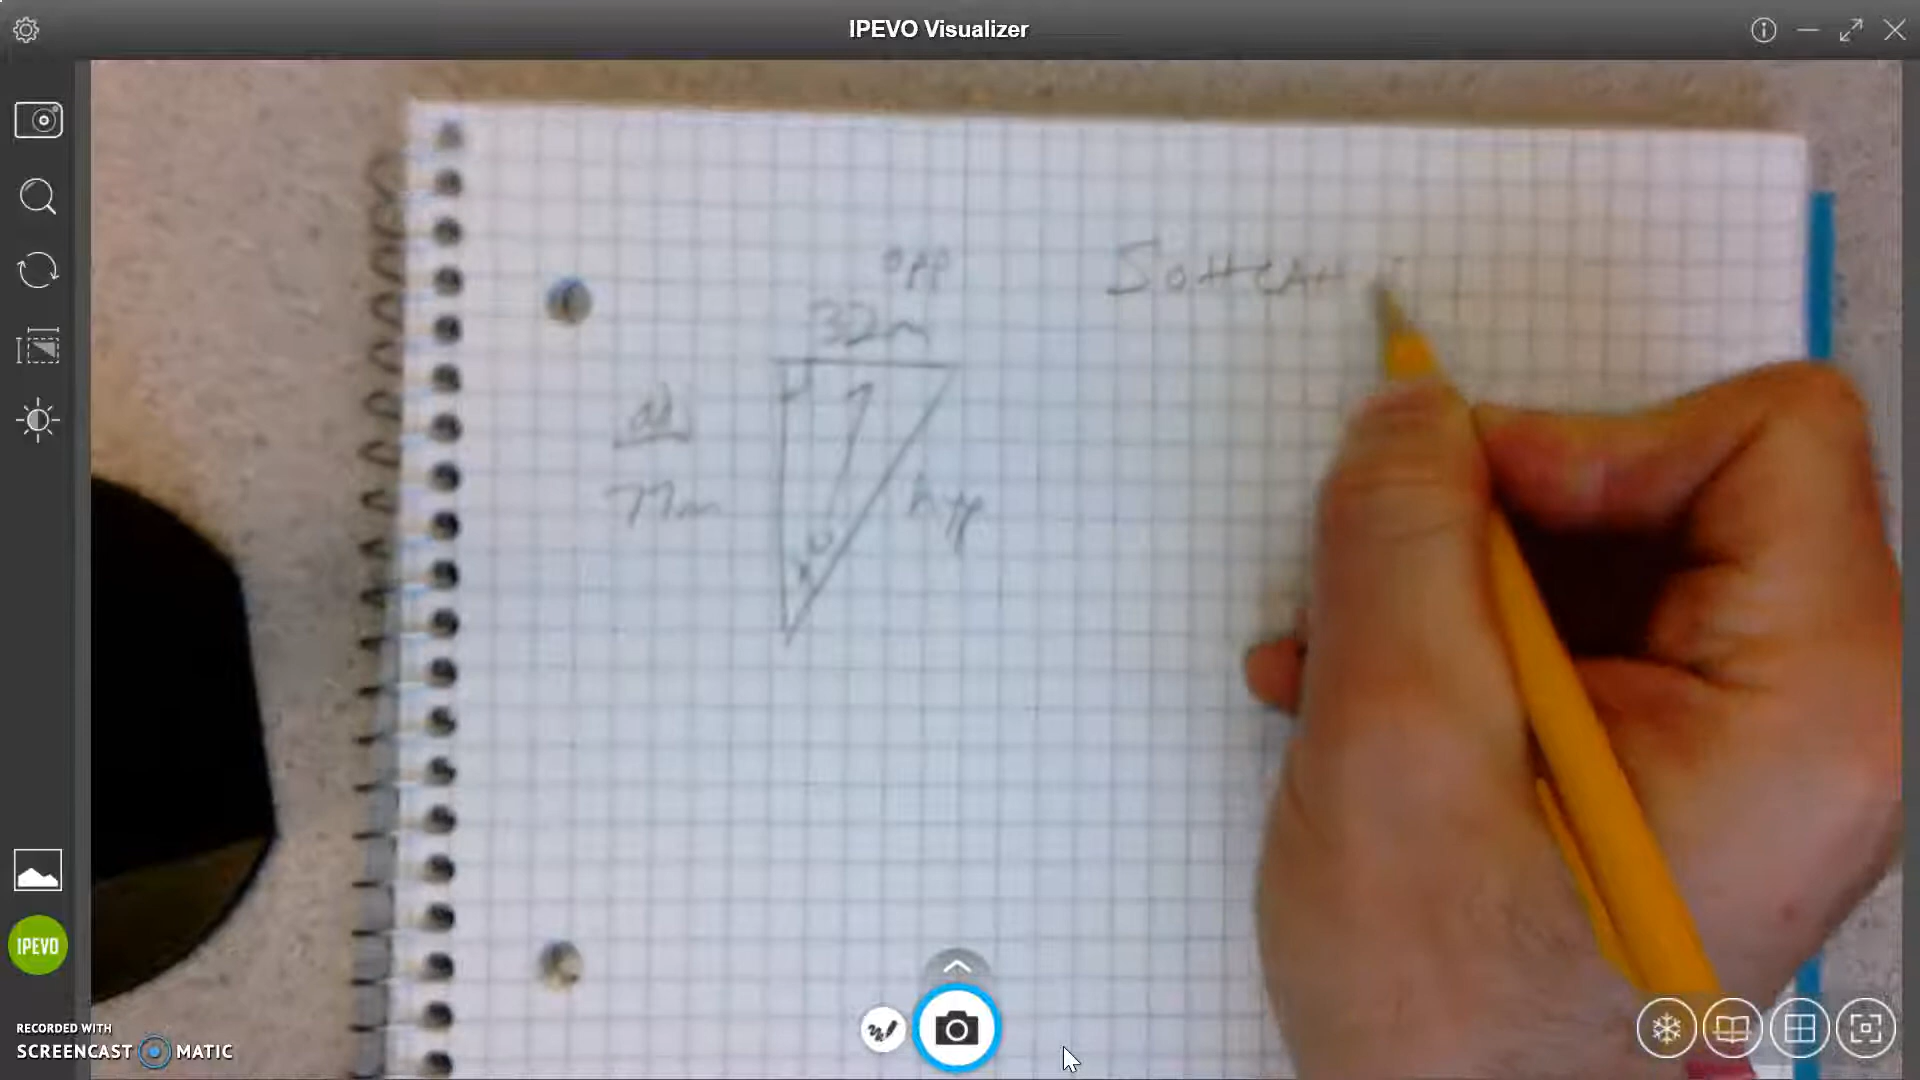 IPEVO Visualizer
opp
SOHCAH
32m
adj
77m
hyp
x°
IPEVO
RECORDED WITH
SCREENCAST MATIC